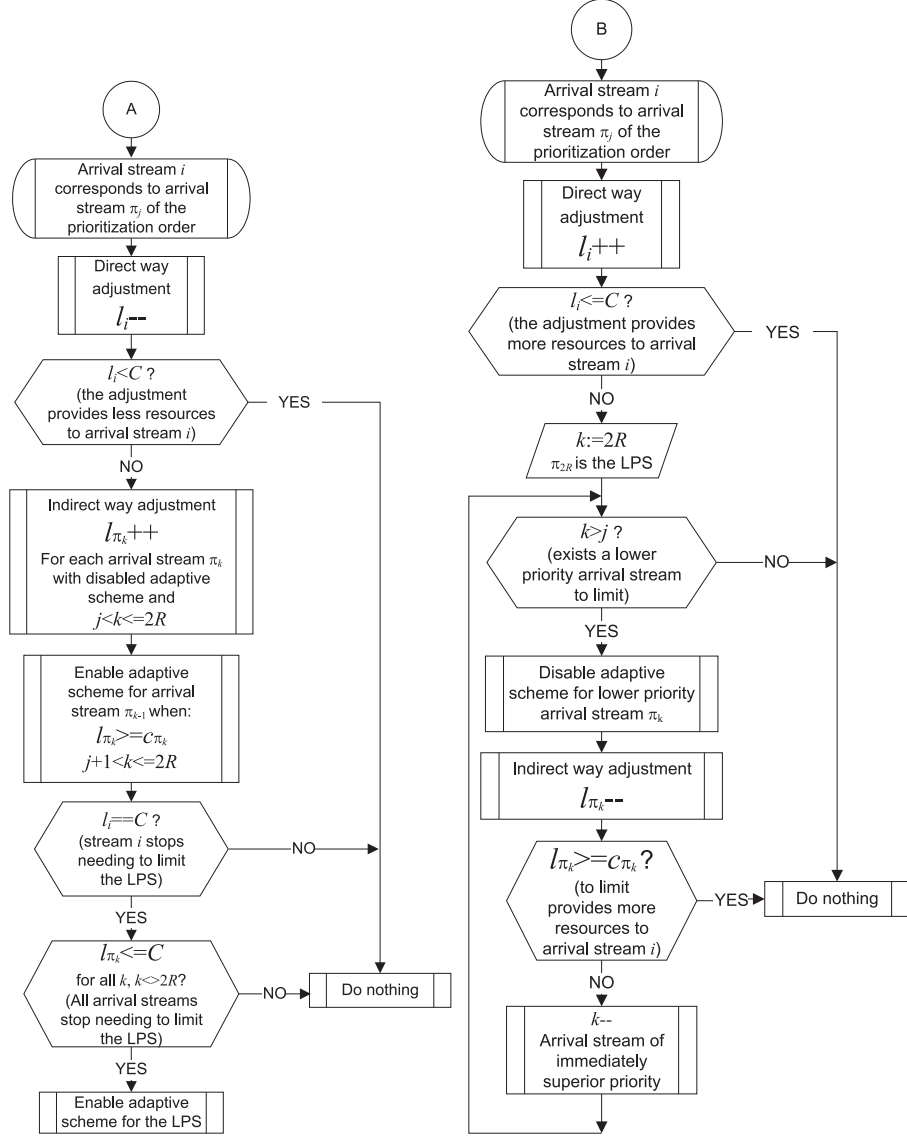 A
Arrival stream i
corresponds to arrival
stream πj of the
prioritization order
Direct way
adjustment
li--
li<C ?
(the adjustment
provides less resources
to arrival stream i)
YES
NO
Indirect way adjustment
lπk++
For each arrival stream πk
with disabled adaptive
scheme and
j<k<=2R
Enable adaptive
scheme for arrival
stream πk-1 when:
lπk>=cπk
j+1<k<=2R
li==C ?
(stream i stops
needing to limit
the LPS)
NO
YES
lπk<=C
for all k, k<>2R?
(All arrival streams
stop needing to limit
the LPS)
NO
Do nothing
YES
Enable adaptive
scheme for the LPS
B
Arrival stream i
corresponds to arrival
stream πj of the
prioritization order
Direct way
adjustment
li++
li<=C ?
(the adjustment provides
more resources to arrival
stream i)
YES
NO
k:=2R
π2R is the LPS
k>j ?
(exists a lower
priority arrival stream
to limit)
NO
YES
Disable adaptive
scheme for lower priority
arrival stream πk
Indirect way adjustment
lπk--
lπk>=cπk?
(to limit
provides more
resources to
arrival stream i)
YES
Do nothing
NO
k--
Arrival stream of
immediately
superior priority